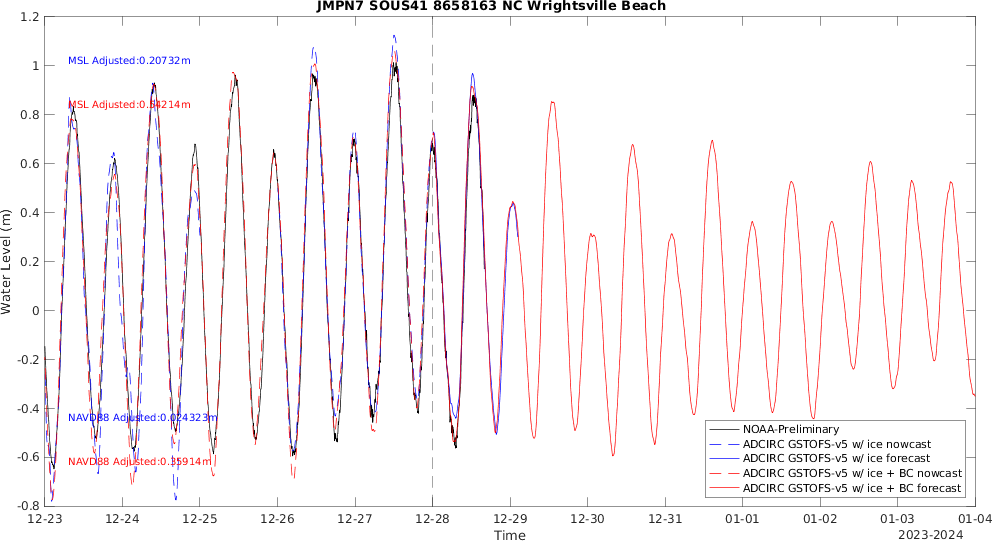 JMPN7 SOUS41 8658163 NC Wrightsville Beach
1.2
1
0.8
0.6
0.4
0.2
0
-0.2
-0.4
-0.6
-0.8
Water Level (m)
MSL Adjusted:0.20732m
MSL Adjusted:0.54214m
NAVD88 Adjusted:0.024323m
NAVD88 Adjusted:0.35914m
NOAA-Preliminary
ADCIRC GSTOFS-v5 w/ ice nowcast
ADCIRC GSTOFS-v5 w/ ice forecast
ADCIRC GSTOFS-v5 w/ ice + BC nowcast
ADCIRC GSTOFS-v5 w/ ice + BC forecast
12-23 12-24 12-25 12-26 12-27 12-28 12-29 12-30 12-31 01-01 01-02 01-03 01-04
Time
2023-2024